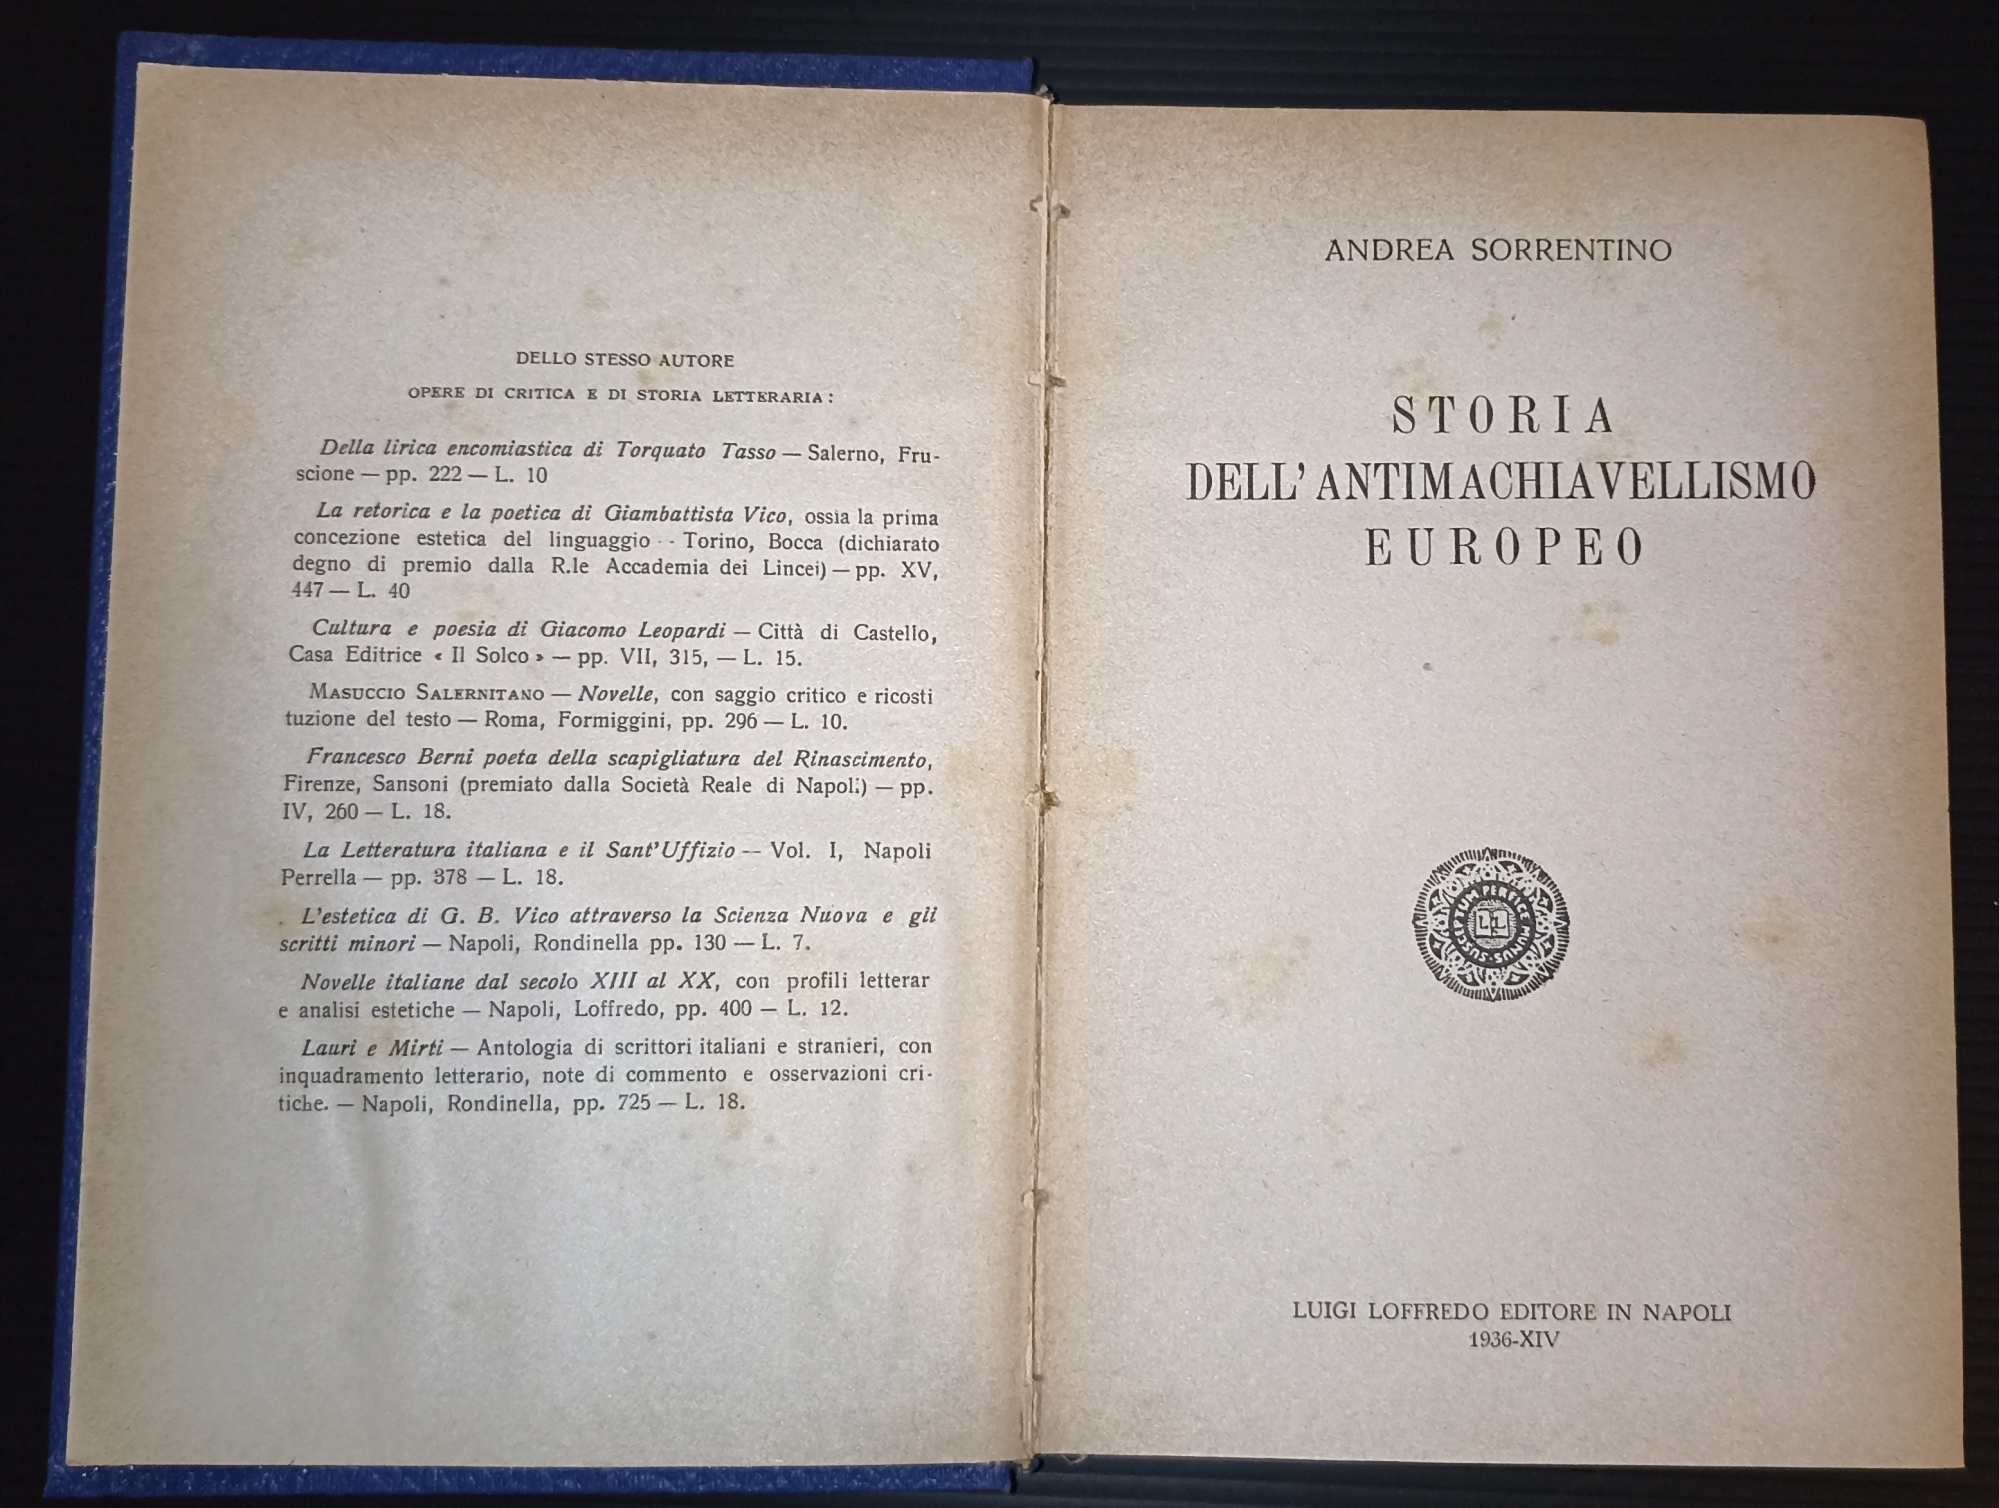 DELLO STESSO AUTORE
OPERE DI CRITICA E DI STORIA LETTERARIA:
Della lirica encomiastica di Torquato Tasso — Salerno, Fru-
scione — pp. 222 — L. 10
La retorica e la poetica di Giambattista Vico, ossia la prima
concezione estetica del linguaggio - - Torino, Bocca (dichiarato
degno di premio dalla R.le Accademia dei Lincei) — pp. XV,
447 — L. 40
Cultura e poesia di Giacomo Leopardi — Città di Castello,
Casa Editrice « Il Solco » — pp. VII, 315, — L. 15.
MASUCCIO SALERNITANO — Novelle, con saggio critico e ricosti
tuzione del testo — Roma, Formiggini, pp. 296 — L. 10.
Francesco Berni poeta della scapigliatura del Rinascimento,
Firenze, Sansoni (premiato dalla Società Reale di Napoli) — pp.
IV, 260 — L. 18.
La Letteratura italiana e il Sant'Uffizio — Vol. I, Napoli
Perrella — pp. 378 — L. 18.
L'estetica di G. B. Vico attraverso la Scienza Nuova e gli
scritti minori — Napoli, Rondinella pp. 130 — L. 7.
Novelle italiane dal secolo XIII al XX, con profili letterar
e analisi estetiche — Napoli, Loffredo, pp. 400 — L. 12.
Lauri e Mirti — Antologia di scrittori italiani e stranieri, con
inquadramento letterario, note di commento e osservazioni cri-
tiche. — Napoli, Rondinella, pp. 725 — L. 18.
ANDREA SORRENTINO
STORIA
DELL'ANTIMACHIAVELLISMO
EUROPEO
SUSCEPTUM PERFICE MUNUS
LL
LUIGI LOFFREDO EDITORE IN NAPOLI
1936-XIV